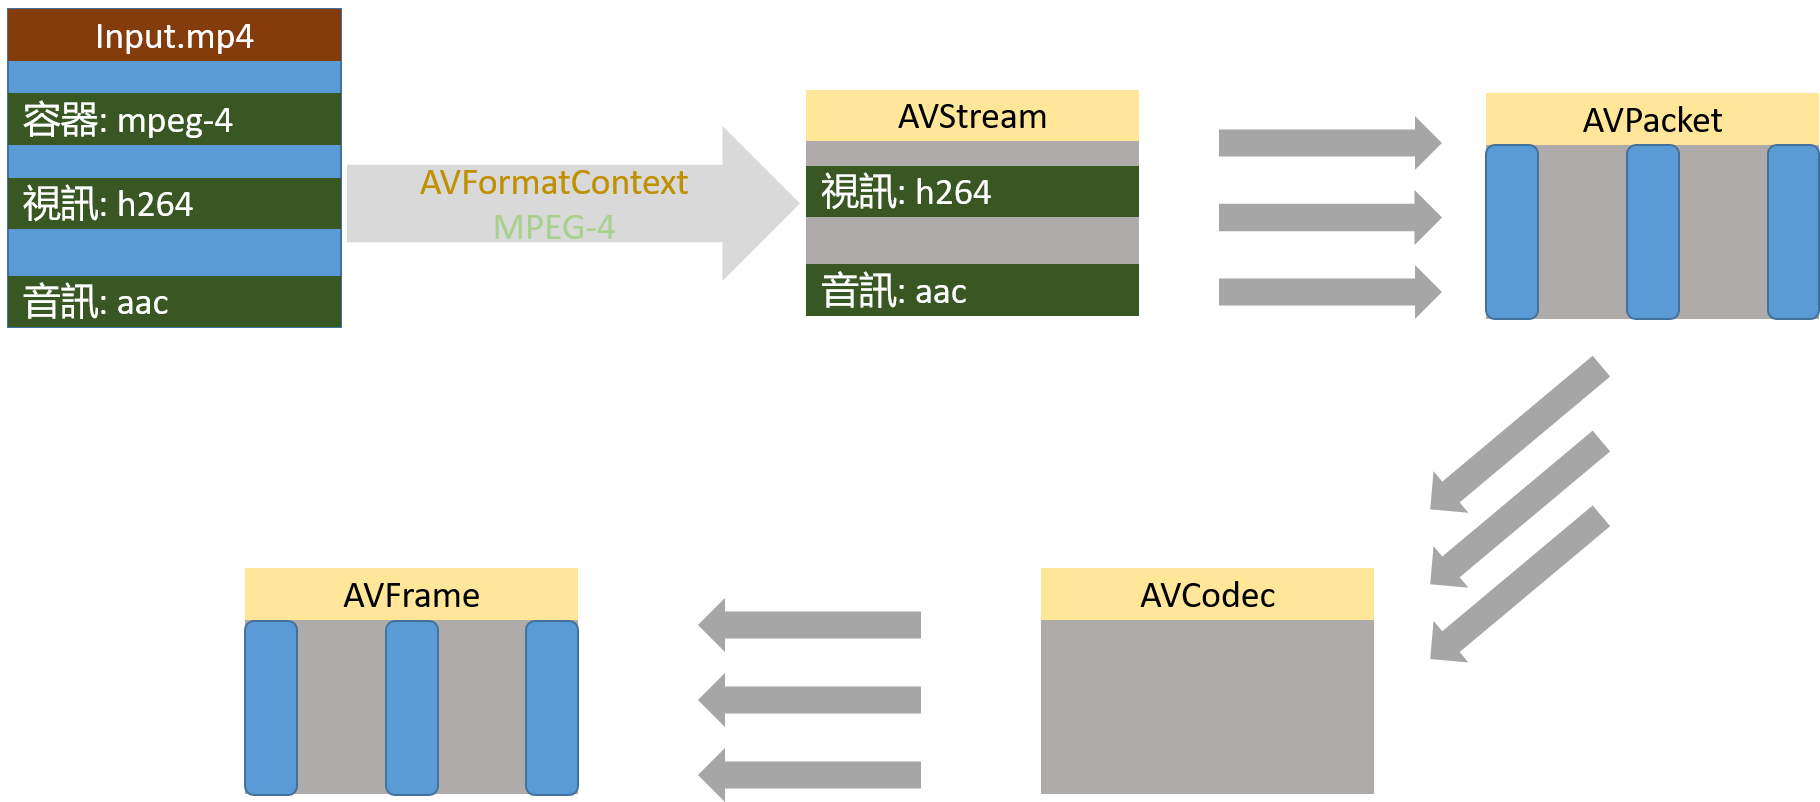 Input.mp4
容器: mpeg-4
視訊: h264
音訊: aac
AVFormatContext
MPEG-4
AVStream
視訊: h264
音訊: aac
AVPacket
AVFrame
AVCodec